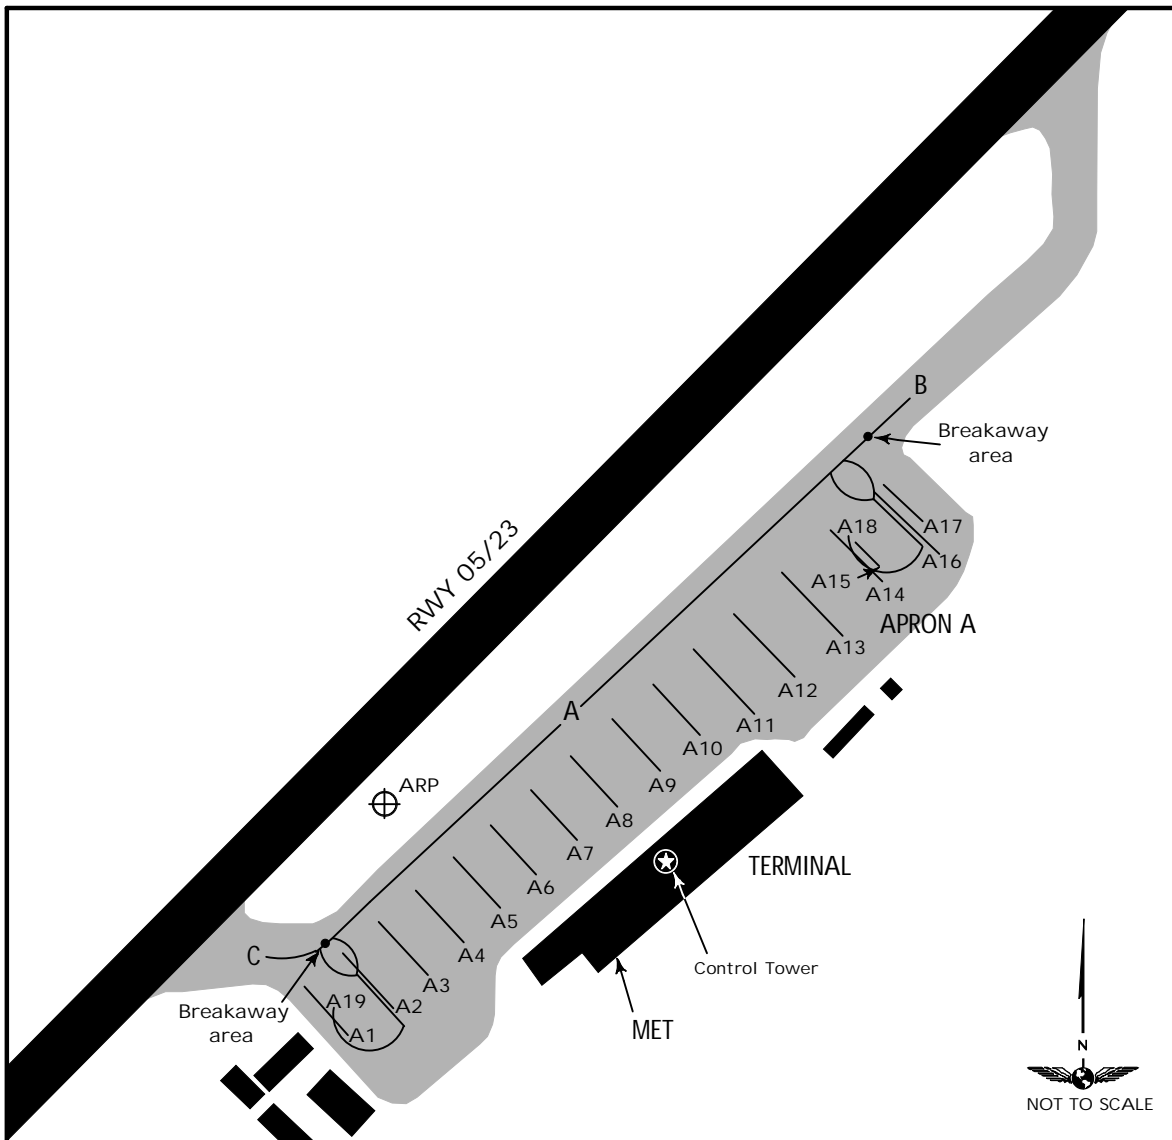 B
Breakaway
area
A17
A18
A16
A15
A14
RWY 05/23
APRON A
A13
A12
A
A11
A10
A9
ARP
A8
A7
TERMINAL
A6
A5
A4
C
Control Tower
A3
A19
A2
Breakaway
area
A1
MET
N
NOT TO SCALE